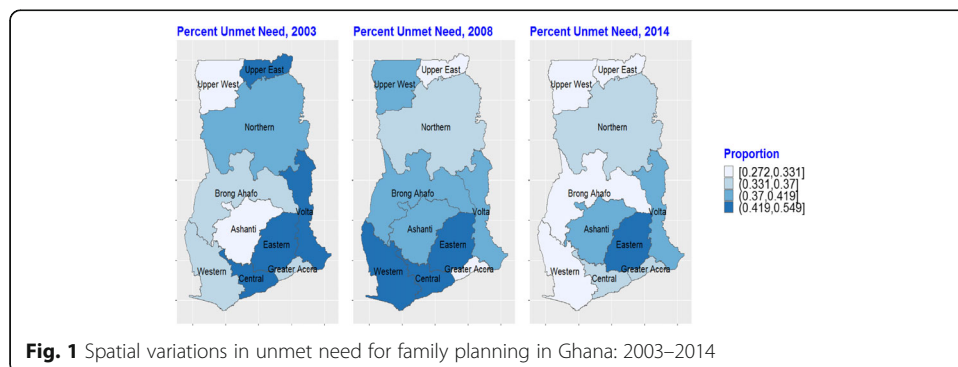 Percent Unmet Need, 2003
Percent Unmet Need, 2008
Percent Unmet Need, 2014
Upper East
Upper West
Northern
Brong Ahafo
Volta
Ashanti
Eastern
Greater Accra
Western
Central
Upper East
Upper West
Northern
Brong Ahafo
Volta
Ashanti
Eastern
Greater Accra
Western
Central
Upper East
Upper West
Northern
Brong Ahafo
Volta
Ashanti
Eastern
Greater Accra
Western
Central
Proportion
[0.272,0.331]
(0.331,0.37]
(0.37,0.419]
(0.419,0.549]
Fig. 1 Spatial variations in unmet need for family planning in Ghana: 2003–2014